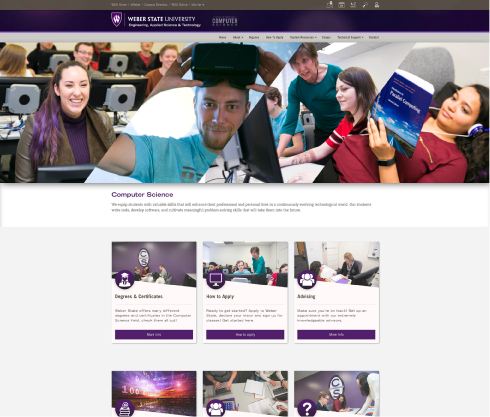 WEBER STATE UNIVERSITY
Engineering, Applied Science & Technology
COMPUTER
SCIENCE
Home About Degrees How To Apply Student Resources Contact
Parallel Computing
Computer Science
We equip students with valuable skills that will enhance their professional and personal lives in a continuously evolving technological world. Our students
write code, develop software, and cultivate meaningful problem solving skills that will take them into the future.
Degrees & Certificates
Weber State offers many different
degrees and certificates in the Computer
Science field, check them all out!
More Info
How to Apply
Ready to get started? Apply to Weber
State, declare your major and sign up for
classes! Get started here.
How to apply
Advising
Make sure you're on track! Set up an
appointment with our extremely
knowledgeable advisors.
More Info